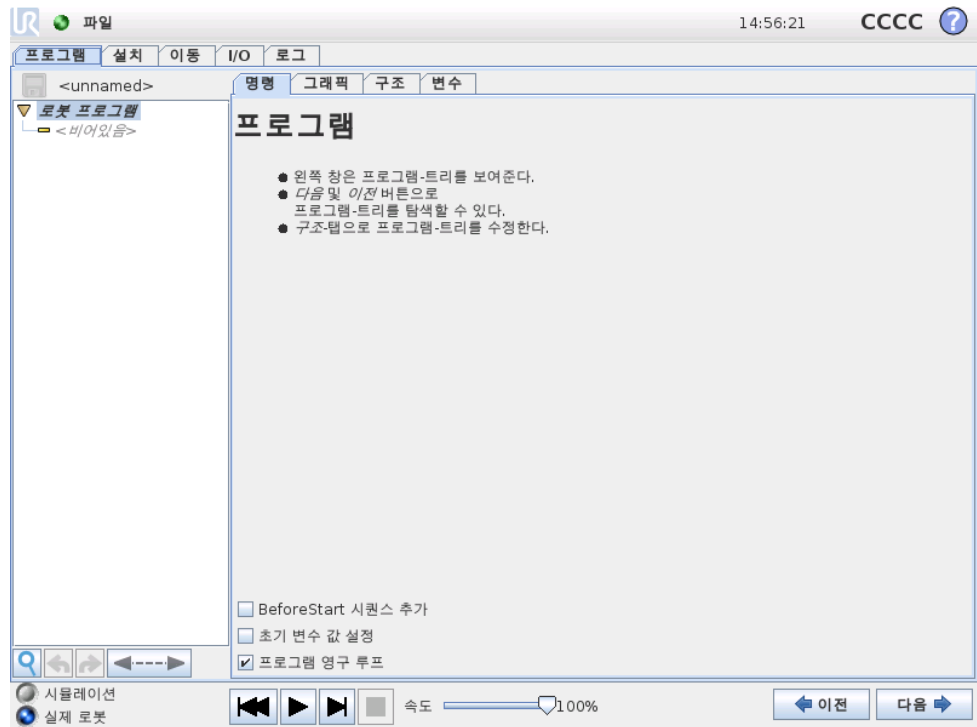 UR 파일 14:56:21 CCCC ?
프로그램 설치 이동 I/O 로그
<unnamed> 명령 그래픽 구조 변수
로봇 프로그램
<비어있음>
프로그램
왼쪽 창은 프로그램-트리를 보여준다.
다음 및 이전 버튼으로
프로그램-트리를 탐색할 수 있다.
구조-탭으로 프로그램-트리를 수정한다.
BeforeStart 시퀀스 추가
초기 변수 값 설정
프로그램 영구 루프
시뮬레이션
실제 로봇
속도 100% 이전 다음